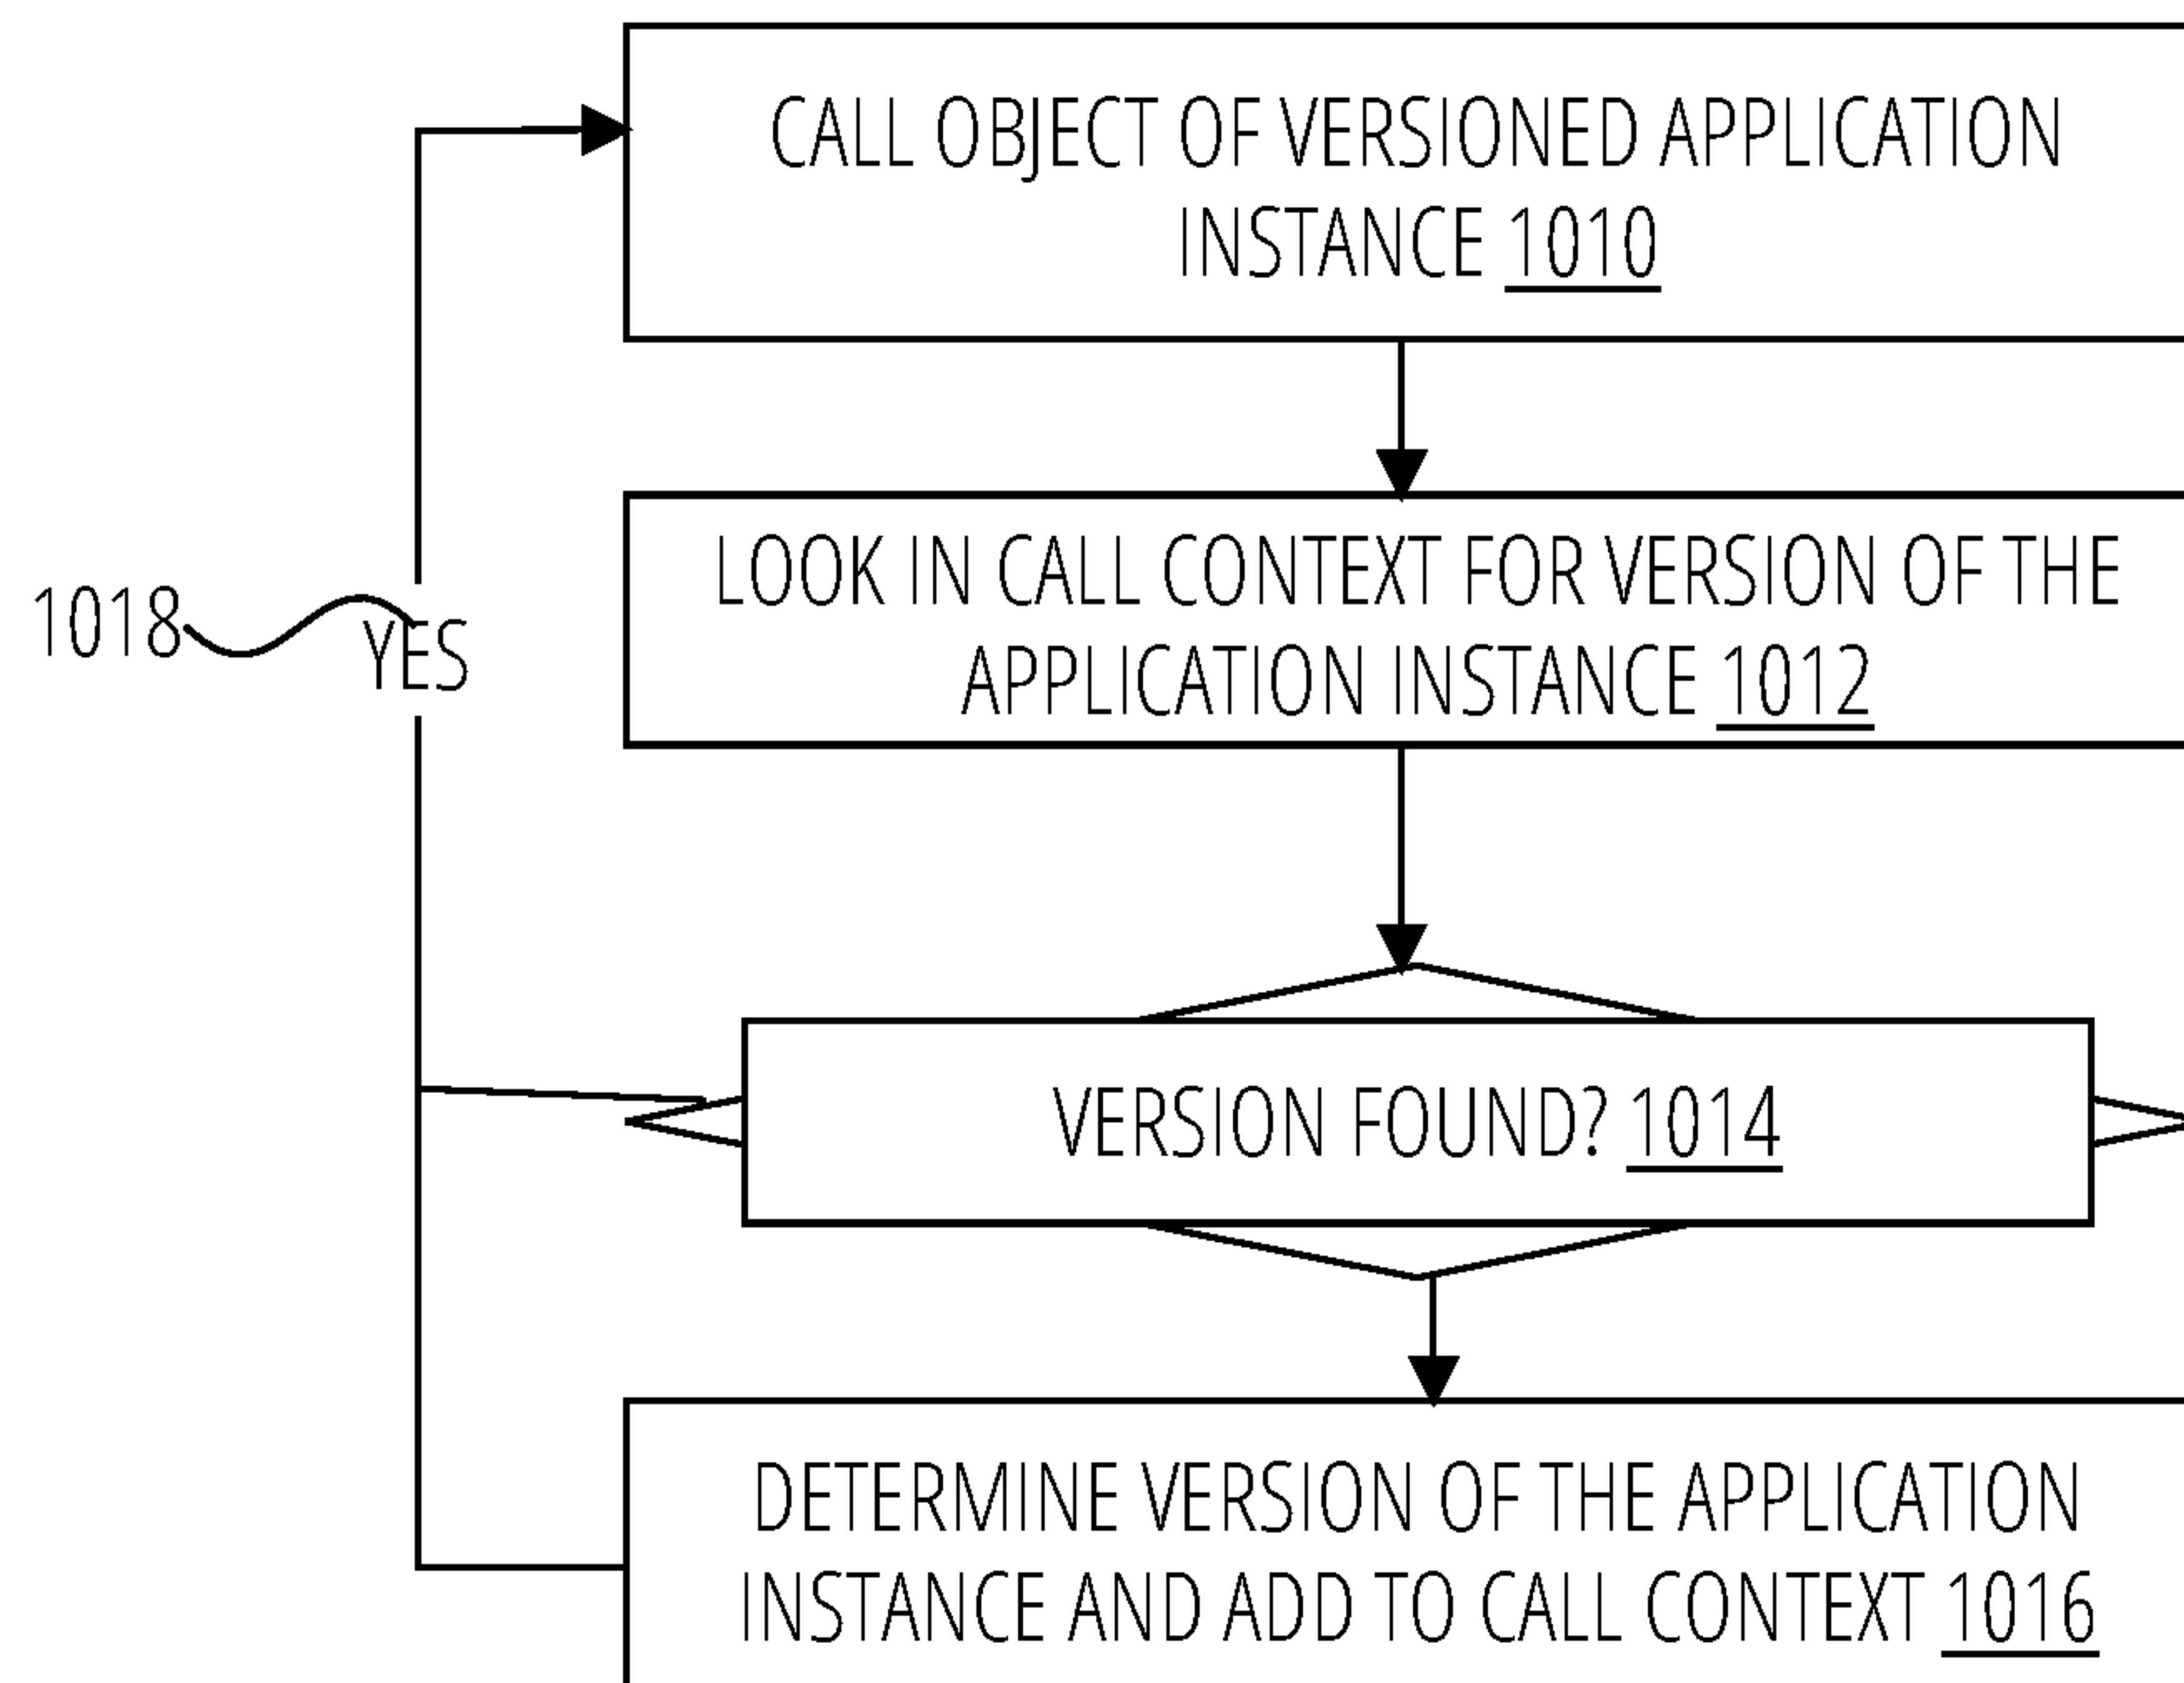 CALL OBJECT OF VERSIONED APPLICATION
INSTANCE 1010
LOOK IN CALL CONTEXT FOR VERSION OF THE
APPLICATION INSTANCE 1012
1018
YES
VERSION FOUND? 1014
DETERMINE VERSION OF THE APPLICATION
INSTANCE AND ADD TO CALL CONTEXT 1016